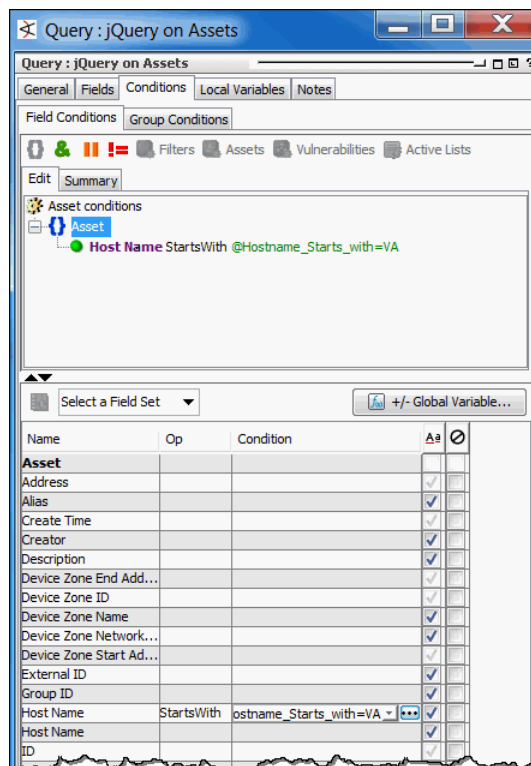 Query : jQuery on Assets
Query : jQuery on Assets
General Fields Conditions Local Variables Notes
Field Conditions Group Conditions
{} & || != Filters Assets Vulnerabilities Active Lists
Edit Summary
Asset conditions
{} Asset
Host Name StartsWith @Hostname_Starts_with=VA
Select a Field Set +/- Global Variable...
Name Op Condition Aa
Asset
Address
Alias
Create Time
Creator
Description
Device Zone End Add...
Device Zone ID
Device Zone Name
Device Zone Network...
Device Zone Start Ad...
External ID
Group ID
Host Name StartsWith ostname_Starts_with=VA ...
Host Name
ID